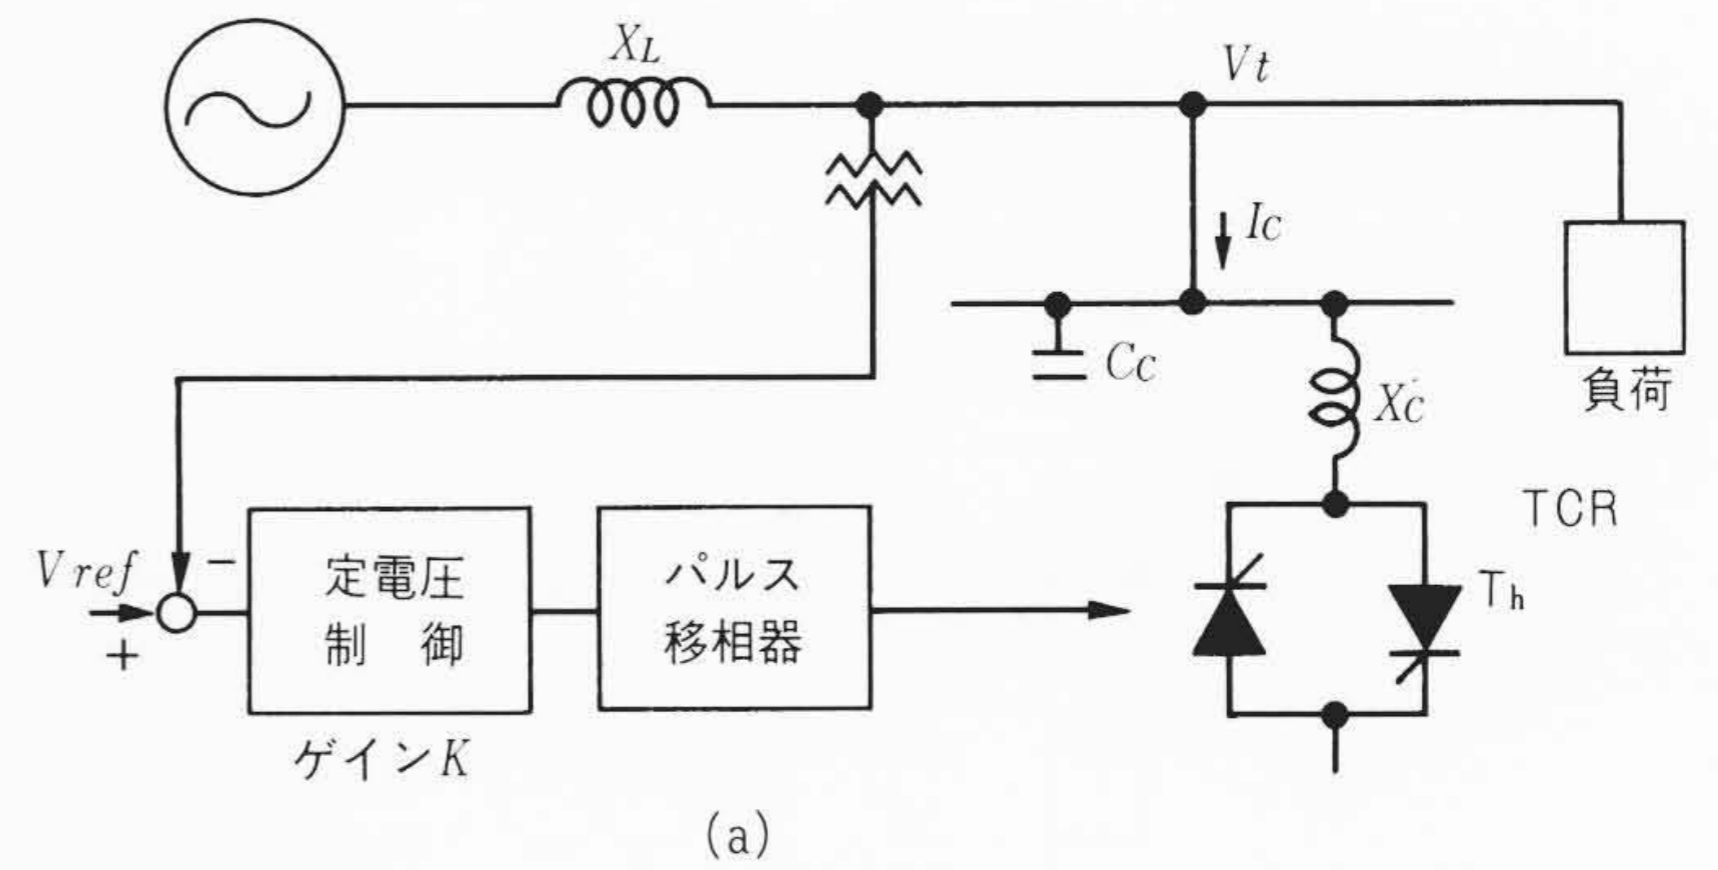 XL
Vt
Ic
Cc
Xc
負荷
TCR
Th
Vref
−
+
定電圧
制 御
パルス
移相器
ゲインK
(a)